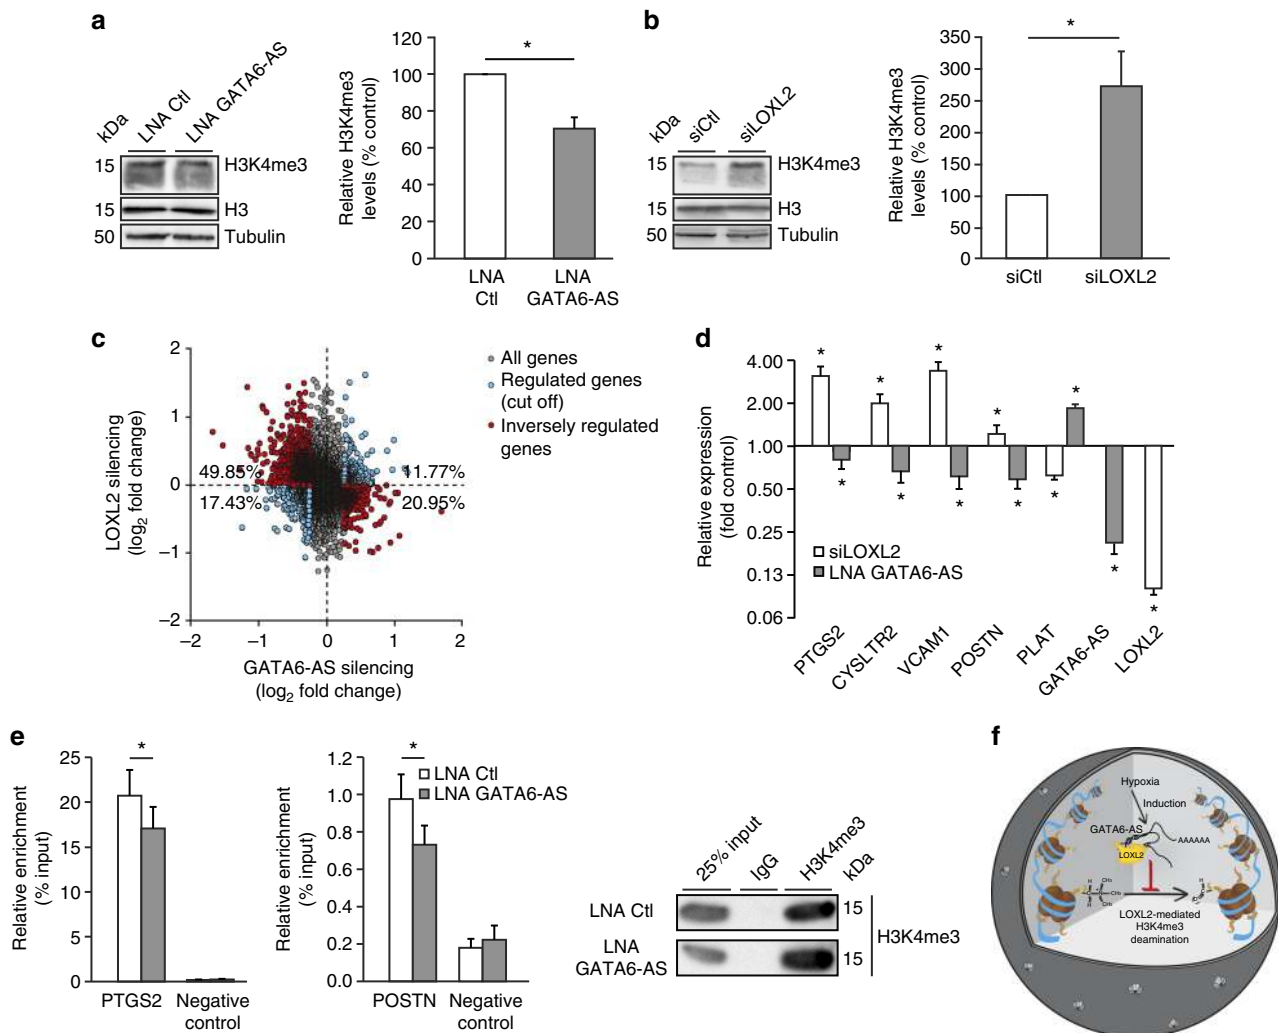 a
kDa
LNA Ctl
LNA GATA6-AS
15
H3K4me3
15
H3
50
Tubulin
Relative H3K4me3
levels (% control)
120
100
80
60
40
20
0
*
LNA
Ctl
LNA
GATA6-AS
b
kDa
siCtl
siLOXL2
15
H3K4me3
15
H3
50
Tubulin
Relative H3K4me3
levels (% control)
350
300
250
200
150
100
50
0
*
siCtl
siLOXL2
c
LOXL2 silencing
(log2 fold change)
2
1
0
−1
−2
49.85%
11.77%
17.43%
20.95%
−2
−1
0
1
2
GATA6-AS silencing
(log2 fold change)
All genes
Regulated genes
(cut off)
Inversely regulated
genes
d
Relative expression
(fold control)
4.00
2.00
1.00
0.50
0.25
0.13
0.06
* * * * * * * * * * * *
siLOXL2
LNA GATA6-AS
PTGS2
CYSLTR2
VCAM1
POSTN
PLAT
GATA6-AS
LOXL2
e
Relative enrichment
(% input)
25
20
15
10
5
0
*
PTGS2
Negative
control
Relative enrichment
(% input)
1.2
1.0
0.8
0.6
0.4
0.2
0.0
*
LNA Ctl
LNA GATA6-AS
POSTN
Negative
control
25% input
IgG
H3K4me3
kDa
LNA Ctl
15
LNA
GATA6-AS
15
H3K4me3
f
Hypoxia
Induction
GATA6-AS
AAAAAA
LOXL2
LOXL2-mediated
H3K4me3
deamination